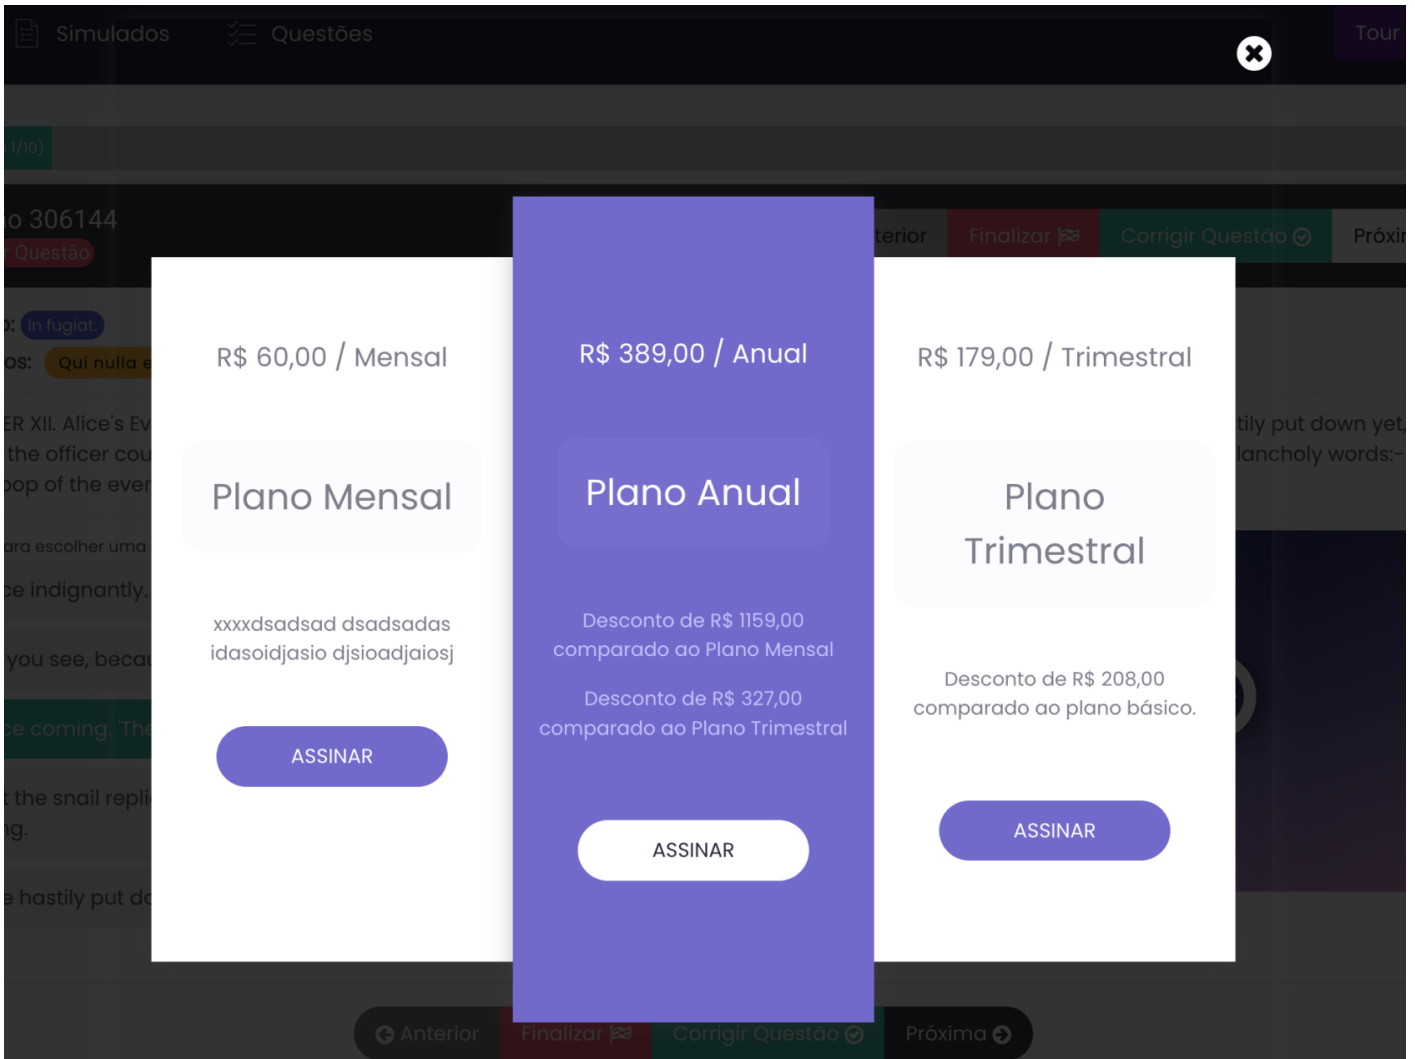 Simulados
Questões
Tour
1/10)
o 306144
r Questão
terior
Finalizar
Corrigir Questão
Próxi
In fugiat.
os: Qui nulla e
ER XII. Alice's Ev
tily put down yet,
the officer cou
lancholy words:-
oop of the ever
ara escolher uma
ce indignantly.
you see, becau
ce coming. 'The
t the snail repli
ng.
e hastily put do
R$ 60,00 / Mensal
Plano Mensal
xxxxdsadsad dsadsadas
idasoidjasio djsioadjaiosj
ASSINAR
R$ 389,00 / Anual
Plano Anual
Desconto de R$ 1159,00
comparado ao Plano Mensal
Desconto de R$ 327,00
comparado ao Plano Trimestral
ASSINAR
R$ 179,00 / Trimestral
Plano
Trimestral
Desconto de R$ 208,00
comparado ao plano básico.
ASSINAR
Anterior
Finalizar
Corrigir Questão
Próxima